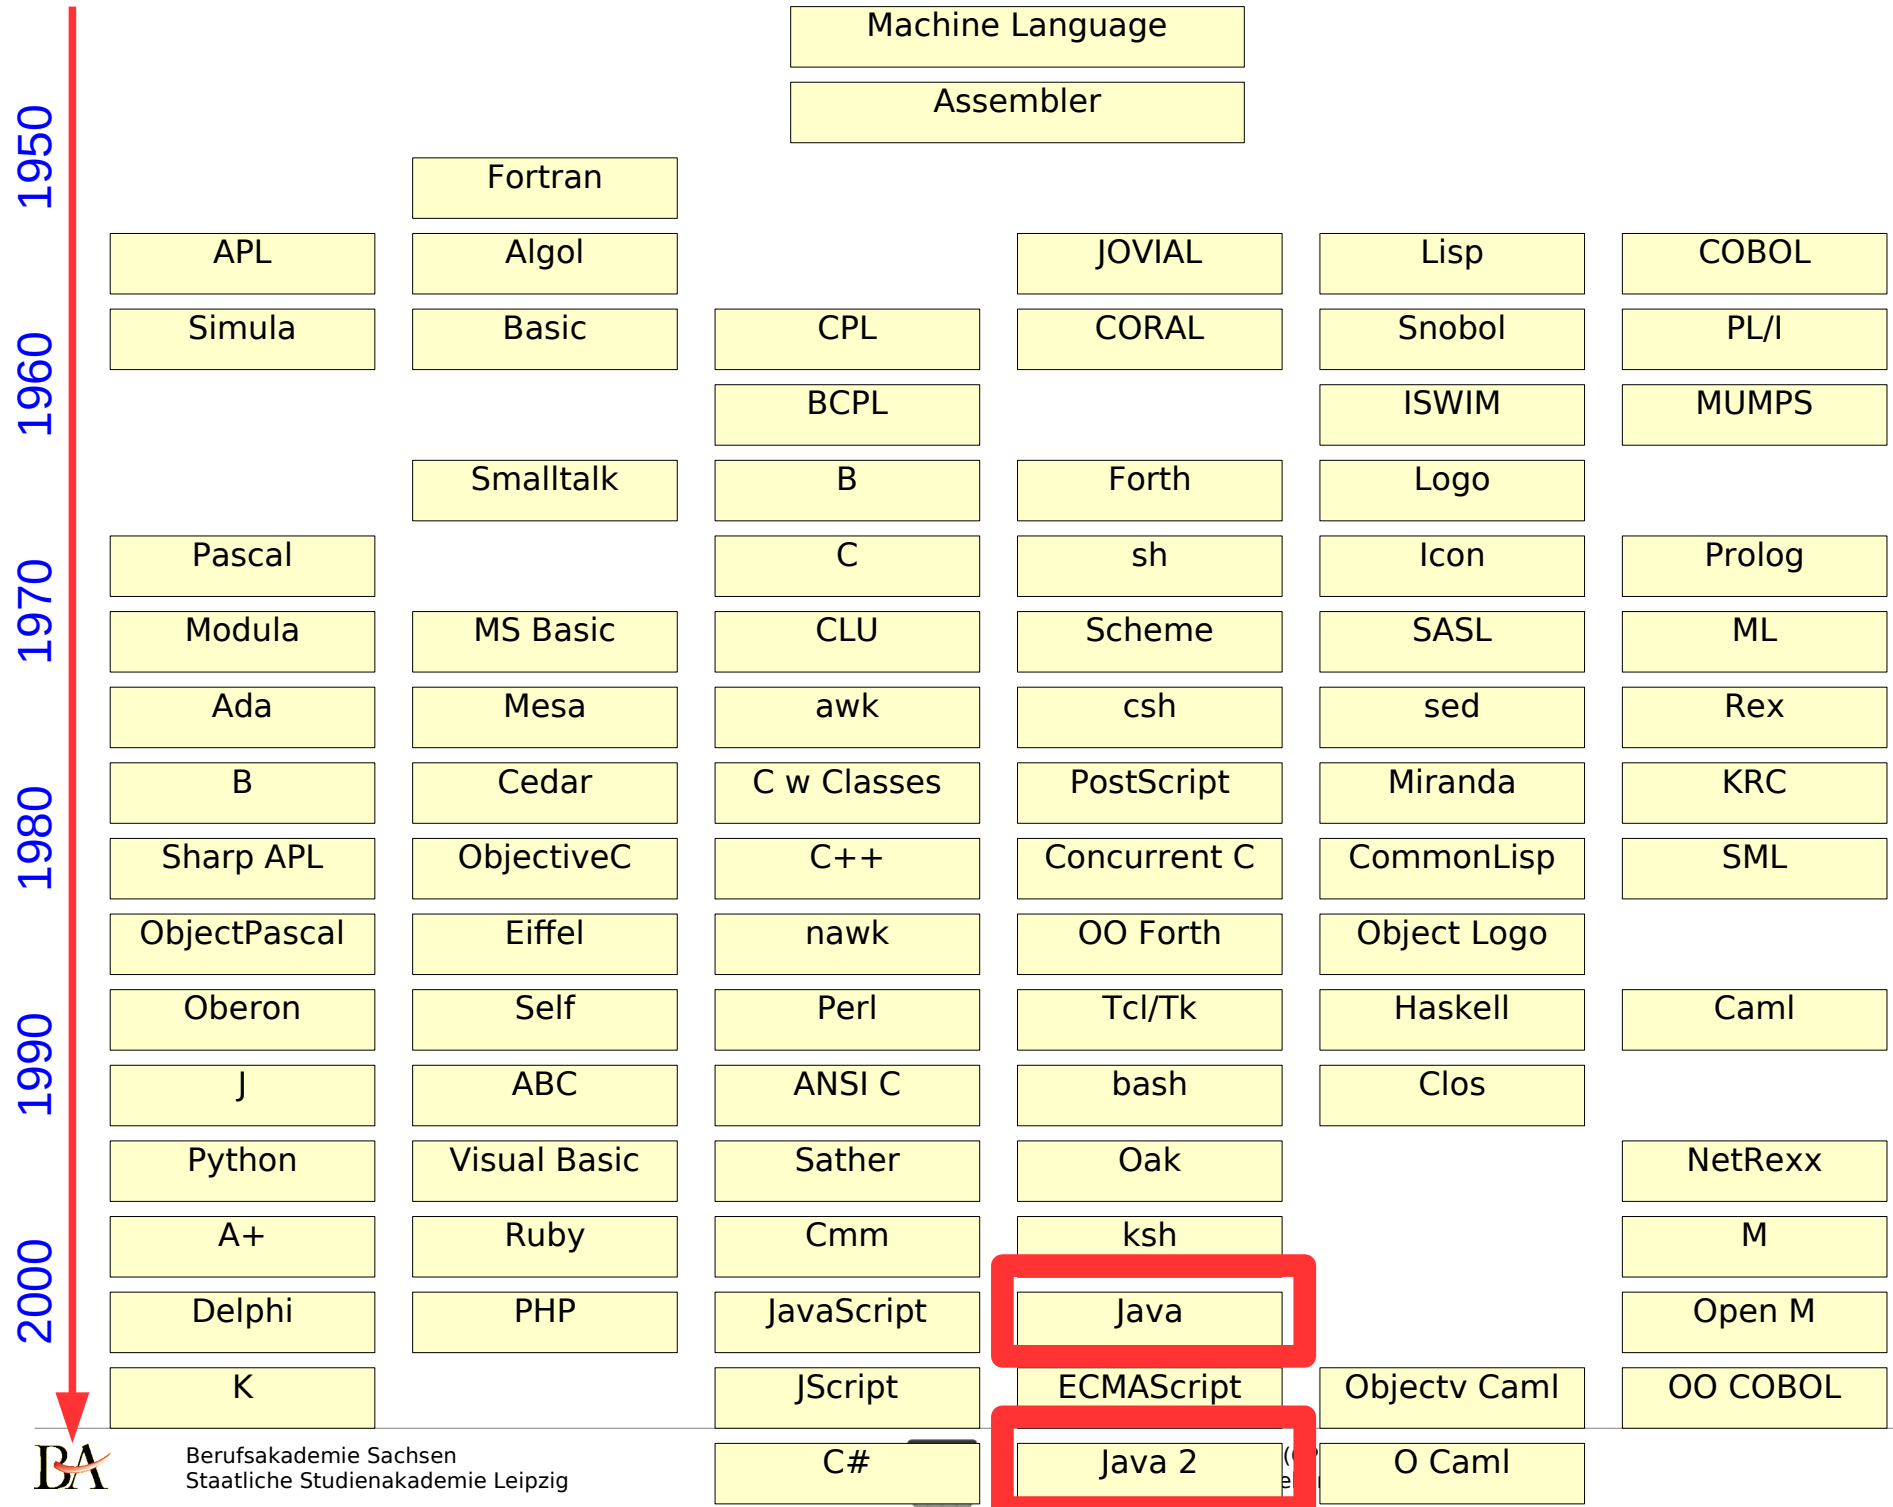 Machine Language
Assembler
1950
Fortran
APL Algol JOVIAL Lisp COBOL
Simula Basic CPL CORAL Snobol PL/I
1960
BCPL ISWIM MUMPS
Smalltalk B Forth Logo
Pascal C sh Icon Prolog
1970
Modula MS Basic CLU Scheme SASL ML
Ada Mesa awk csh sed Rex
B Cedar C w Classes PostScript Miranda KRC
1980
Sharp APL ObjectiveC C++ Concurrent C CommonLisp SML
ObjectPascal Eiffel nawk OO Forth Object Logo
Oberon Self Perl Tcl/Tk Haskell Caml
1990
J ABC ANSI C bash Clos
Python Visual Basic Sather Oak NetRexx
A+ Ruby Cmm ksh M
2000
Delphi PHP JavaScript Java Open M
K JScript ECMAScript Objectv Caml OO COBOL
C# Java 2 O Caml
BA
Berufsakademie Sachsen
Staatliche Studienakademie Leipzig